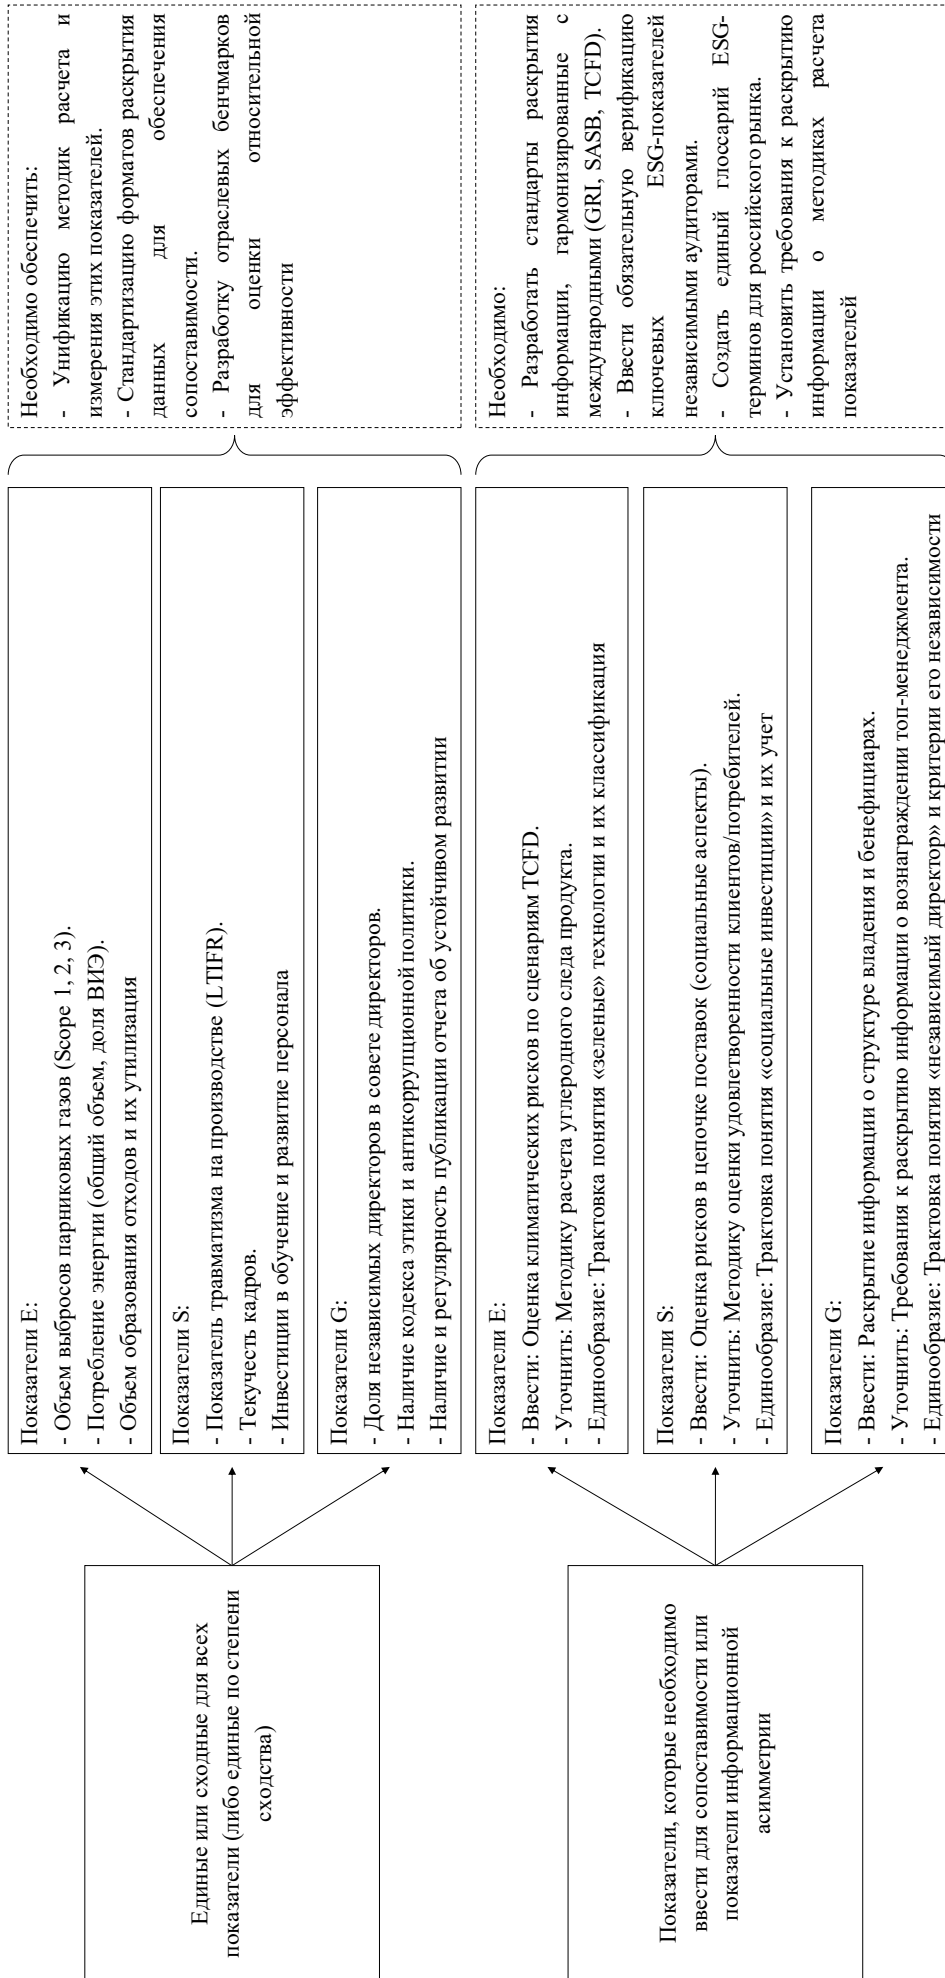 Единые или сходные для всех
показатели (либо единые по степени
сходства)
Показатели E:
- Объем выбросов парниковых газов (Scope 1, 2, 3).
- Потребление энергии (общий объем, доля ВИЭ).
- Объем образования отходов и их утилизация
Показатели S:
- Показатель травматизма на производстве (LTIFR).
- Текучесть кадров.
- Инвестиции в обучение и развитие персонала
Показатели G:
- Доля независимых директоров в совете директоров.
- Наличие кодекса этики и антикоррупционной политики.
- Наличие и регулярность публикации отчета об устойчивом развитии
Необходимо обеспечить:
- Унификацию методик расчета и
измерения этих показателей.
- Стандартизацию форматов раскрытия
данных для обеспечения
сопоставимости.
- Разработку отраслевых бенчмарков
для оценки относительной
эффективности
Показатели, которые необходимо
ввести для сопоставимости или
показатели информационной
асимметрии
Показатели E:
- Ввести: Оценка климатических рисков по сценариям TCFD.
- Уточнить: Методику расчета углеродного следа продукта.
- Единообразие: Трактовка понятия «зеленые» технологии и их классификация
Показатели S:
- Ввести: Оценка рисков в цепочке поставок (социальные аспекты).
- Уточнить: Методику оценки удовлетворенности клиентов/потребителей.
- Единообразие: Трактовка понятия «социальные инвестиции» и их учет
Показатели G:
- Ввести: Раскрытие информации о структуре владения и бенефициарах.
- Уточнить: Требования к раскрытию информации о вознаграждении топ-менеджмента.
- Единообразие: Трактовка понятия «независимый директор» и критерии его независимости
Необходимо:
- Разработать стандарты раскрытия
информации, гармонизированные с
международными (GRI, SASB, TCFD).
- Ввести обязательную верификацию
ключевых ESG-показателей
независимыми аудиторами.
- Создать единый глоссарий ESG-
терминов для российского рынка.
- Установить требования к раскрытию
информации о методиках расчета
показателей